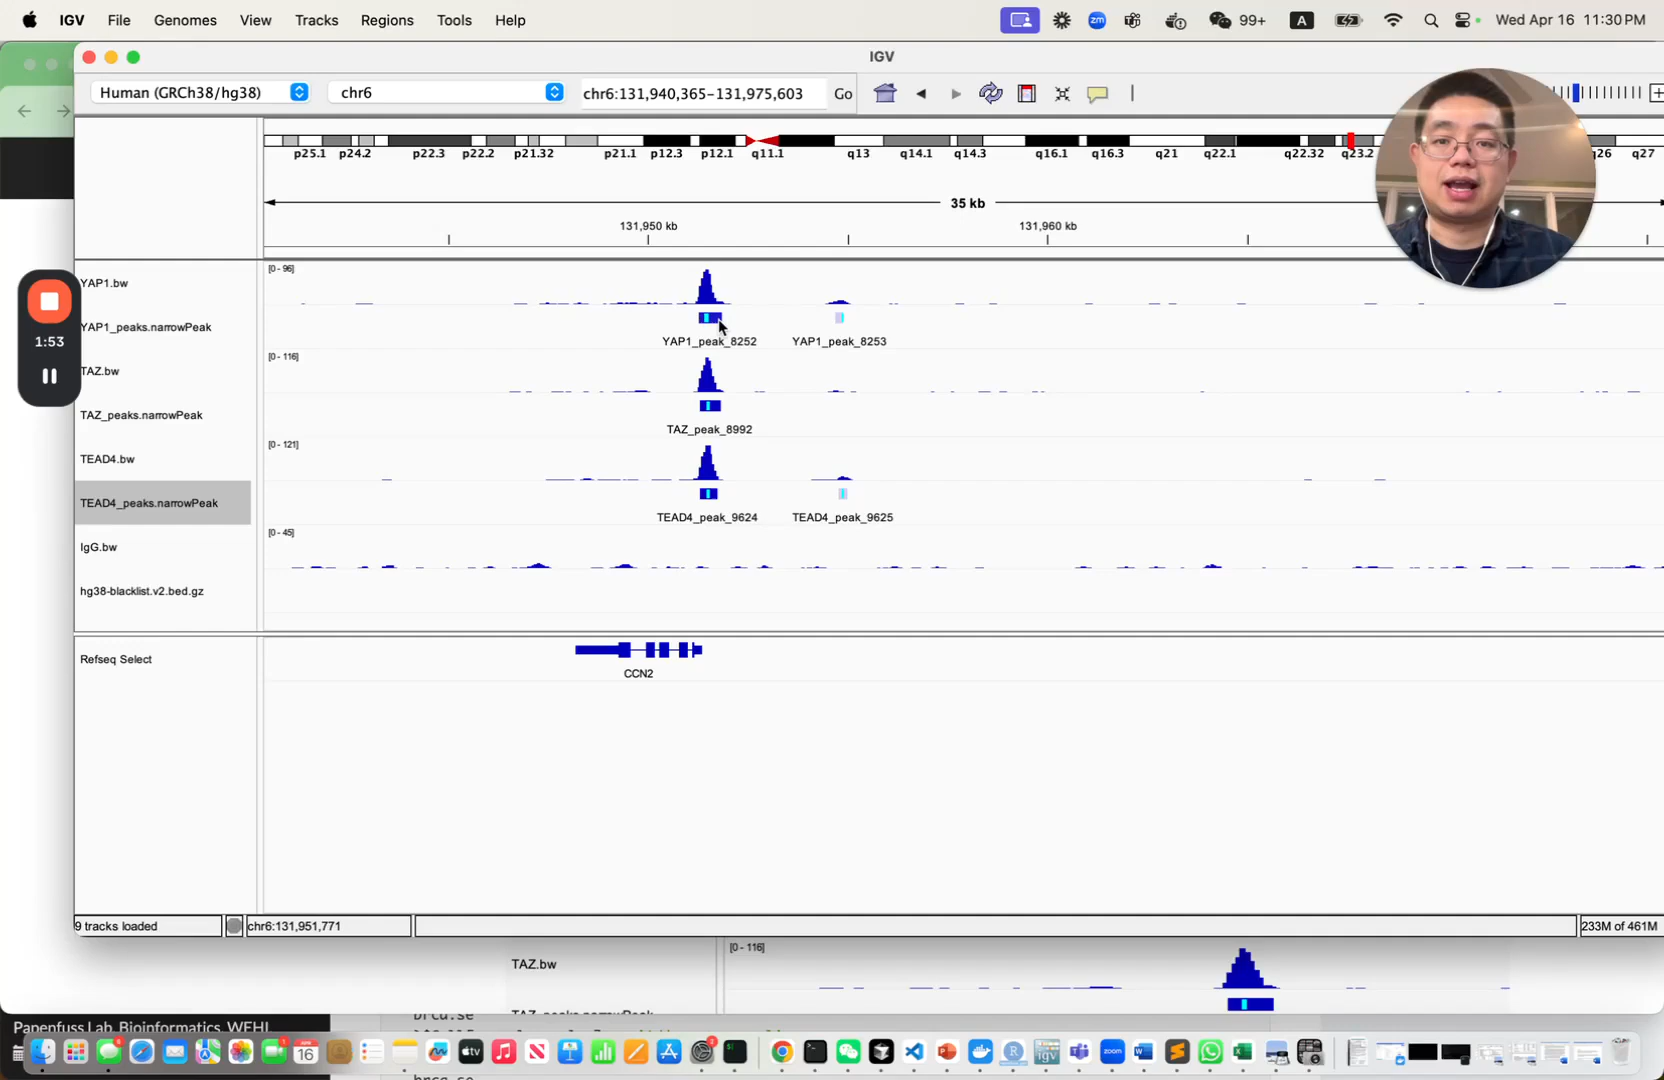 IGV File Genomes View Tracks Regions Tools Help
zm 99+ A Wed Apr 16 11:30 PM
IGV
Human (GRCh38/hg38) chr6 chr6:131,940,365-131,975,603 Go
p25.1 p24.2 p22.3 p22.2 p21.32 p21.1 p12.3 p12.1 q11.1 q13 q14.1 q14.3 q16.1 q16.3 q21 q22.1 q22.32 q23.2 q26 q27
35 kb
131,950 kb 131,960 kb
[0 - 96]
YAP1.bw
YAP1_peaks.narrowPeak
YAP1_peak_8252 YAP1_peak_8253
1:53
[0 - 116]
TAZ.bw
TAZ_peaks.narrowPeak
TAZ_peak_8992
[0 - 121]
TEAD4.bw
TEAD4_peaks.narrowPeak
TEAD4_peak_9624 TEAD4_peak_9625
[0 - 45]
IgG.bw
hg38-blacklist.v2.bed.gz
Refseq Select
CCN2
9 tracks loaded chr6:131,951,771 233M of 461M
[0 - 116]
TAZ.bw
Papenfuss Lab, Bioinformatics, WEHI,
16
zoom